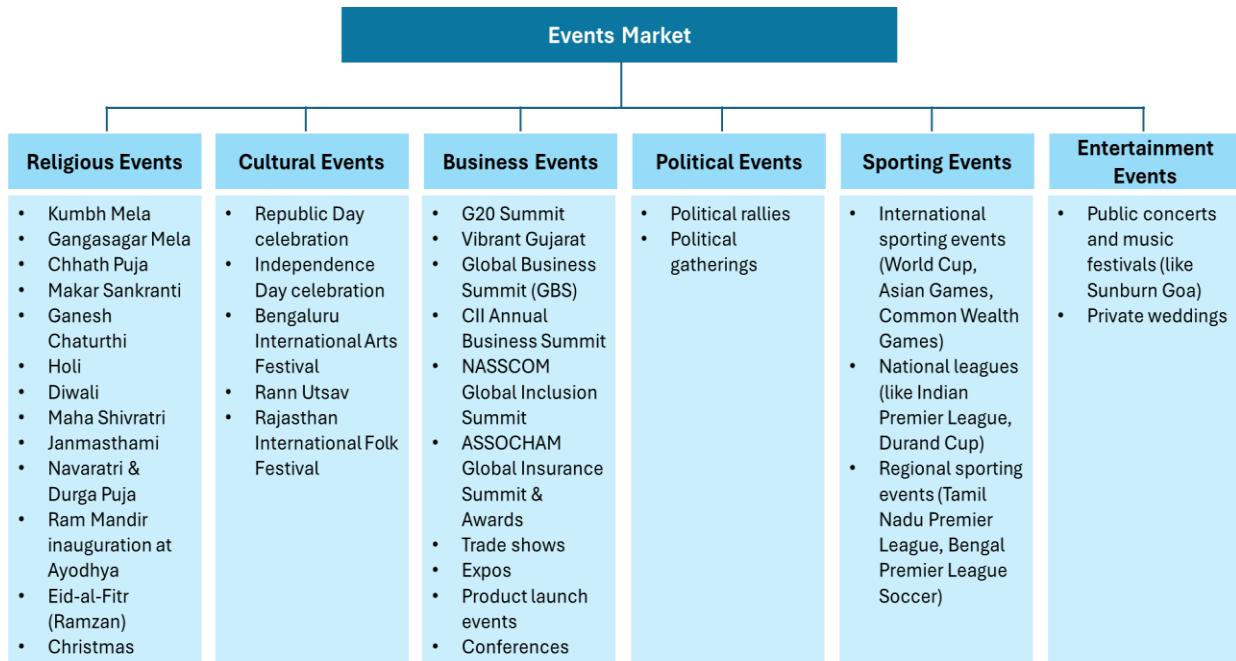 Events Market
Religious Events
• Kumbh Mela
• Gangasagar Mela
• Chhath Puja
• Makar Sankranti
• Ganesh
Chaturthi
• Holi
• Diwali
• Maha Shivratri
• Janmasthami
• Navaratri &
Durga Puja
• Ram Mandir
inauguration at
Ayodhya
• Eid-al-Fitr
(Ramzan)
• Christmas
Cultural Events
• Republic Day
celebration
• Independence
Day celebration
• Bengaluru
International Arts
Festival
• Rann Utsav
• Rajasthan
International Folk
Festival
Business Events
• G20 Summit
• Vibrant Gujarat
• Global Business
Summit (GBS)
• CII Annual
Business Summit
• NASSCOM
Global Inclusion
Summit
• ASSOCHAM
Global Insurance
Summit &
Awards
• Trade shows
• Expos
• Product launch
events
• Conferences
Political Events
• Political rallies
• Political
gatherings
Sporting Events
• International
sporting events
(World Cup,
Asian Games,
Common Wealth
Games)
• National leagues
(like Indian
Premier League,
Durand Cup)
• Regional sporting
events (Tamil
Nadu Premier
League, Bengal
Premier League
Soccer)
Entertainment
Events
• Public concerts
and music
festivals (like
Sunburn Goa)
• Private weddings